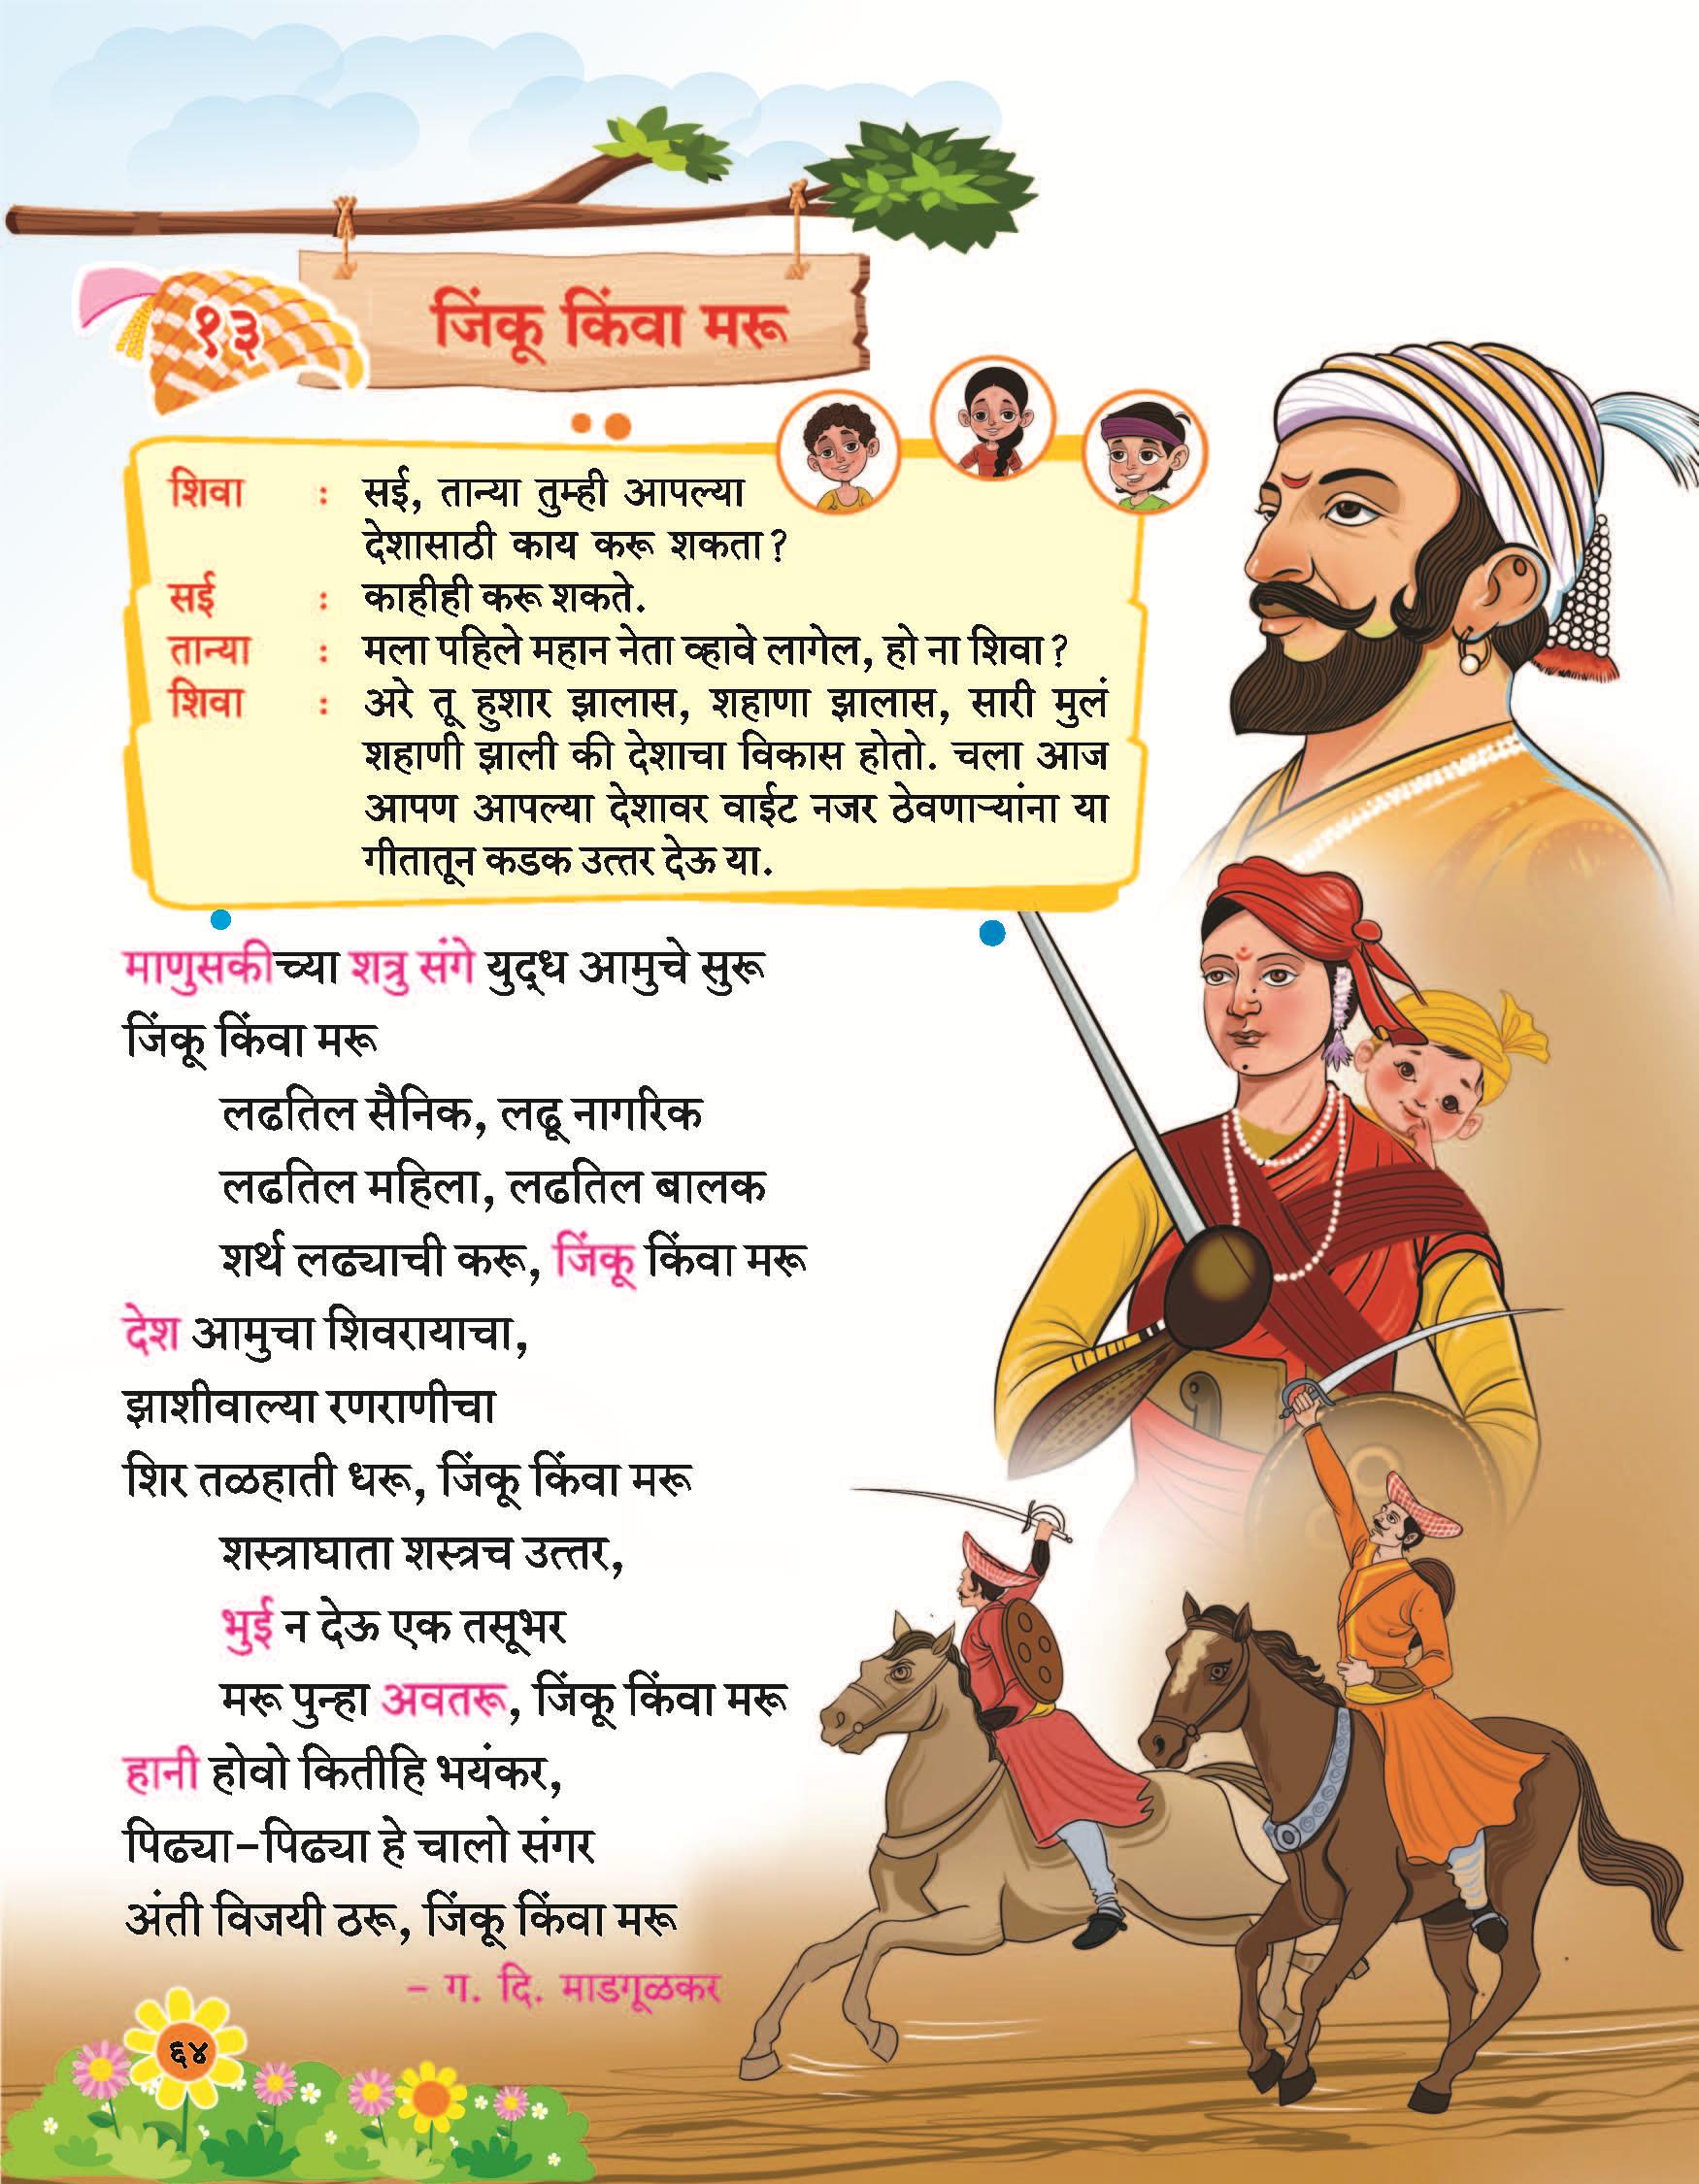 १३
जिंकू किंवा मरू
शिवा : सई, तान्या तुम्ही आपल्या
देशासाठी काय करू शकता?
सई : काहीही करू शकते.
तान्या : मला पहिले महान नेता व्हावे लागेल, हो ना शिवा?
शिवा : अरे तू हुशार झालास, शहाणा झालास, सारी मुलं
शहाणी झाली की देशाचा विकास होतो. चला आज
आपण आपल्या देशावर वाईट नजर ठेवणाऱ्यांना या
गीतातून कडक उत्तर देऊ या.
माणुसकीच्या शत्रु संगे युद्ध आमुचे सुरू
जिंकू किंवा मरू
लढतिल सैनिक, लढू नागरिक
लढतिल महिला, लढतिल बालक
शर्थ लढ्याची करू, जिंकू किंवा मरू
देश आमुचा शिवरायाचा,
झाशीवाल्या रणराणीचा
शिर तळहाती धरू, जिंकू किंवा मरू
शस्त्राघाता शस्त्रच उत्तर,
भुई न देऊ एक तसूभर
मरू पुन्हा अवतरू, जिंकू किंवा मरू
हानी होवो कितीहि भयंकर,
पिढ्या-पिढ्या हे चालो संगर
अंती विजयी ठरू, जिंकू किंवा मरू
- ग. दि. माडगूळकर
६४